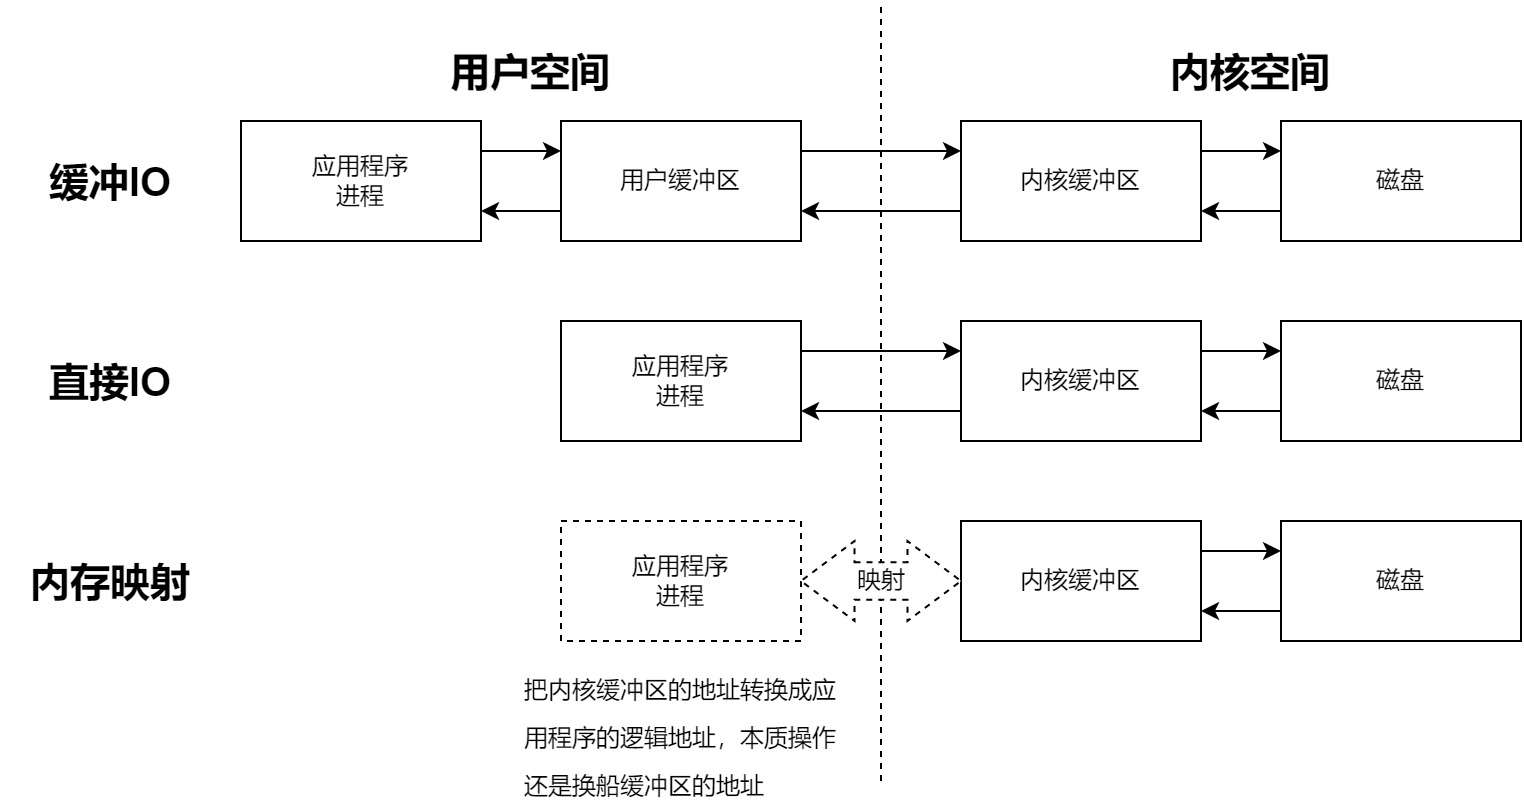 用户空间
内核空间
缓冲IO
应用程序
进程
用户缓冲区
内核缓冲区
磁盘
直接IO
应用程序
进程
内核缓冲区
磁盘
内存映射
应用程序
进程
映射
内核缓冲区
磁盘
把内核缓冲区的地址转换成应
用程序的逻辑地址，本质操作
还是换船缓冲区的地址